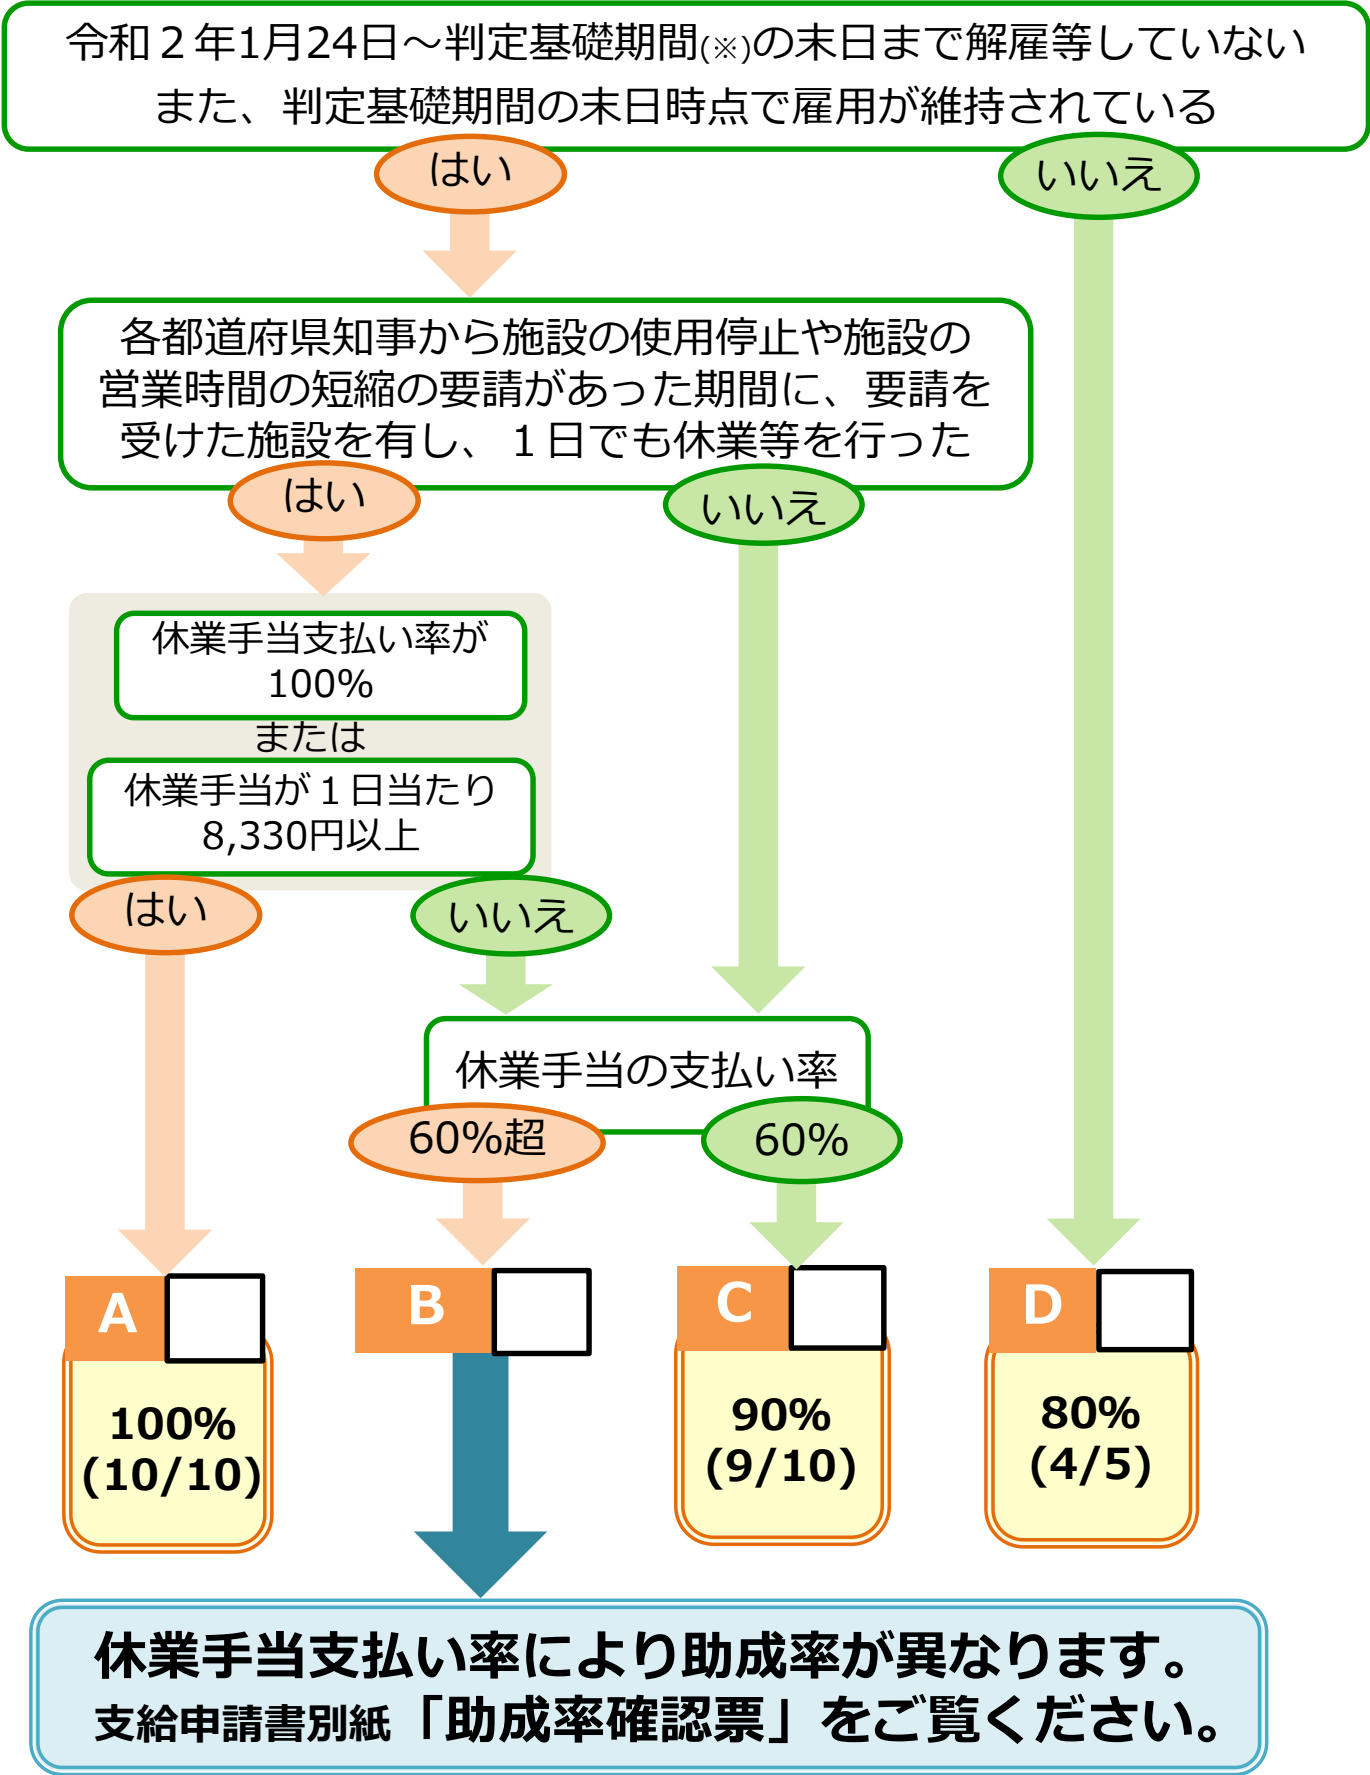 令和２年1月24日～判定基礎期間(※)の末日まで解雇等していない
また、判定基礎期間の末日時点で雇用が維持されている
はい
いいえ
各都道府県知事から施設の使用停止や施設の
営業時間の短縮の要請があった期間に、要請を
受けた施設を有し、１日でも休業等を行った
はい
いいえ
休業手当支払い率が
100%
または
休業手当が１日当たり
8,330円以上
はい
いいえ
休業手当の支払い率
60%超
60%
A
B
C
D
100%
(10/10)
90%
(9/10)
80%
(4/5)
休業手当支払い率により助成率が異なります。
支給申請書別紙「助成率確認票」をご覧ください。